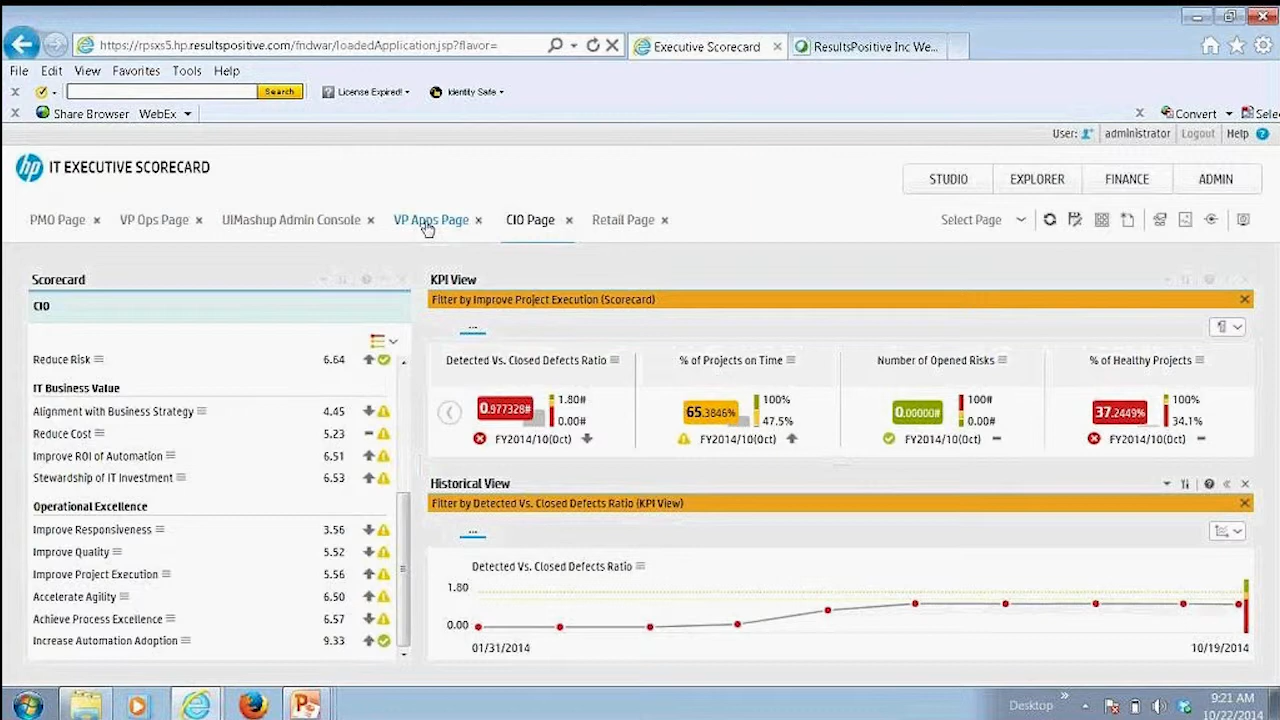 https://rpsxs5.hp.resultspositive.com/fndwar/loadedApplication.jsp?flavor=
Executive Scorecard
ResultsPositive Inc We...
File Edit View Favorites Tools Help
Search
License Expired!
Identity Safe
Share Browser WebEx
Convert
User: administrator Logout Help
hp IT EXECUTIVE SCORECARD
STUDIO EXPLORER FINANCE ADMIN
PMO Page VP Ops Page UIMashup Admin Console VP Apps Page CIO Page Retail Page
Select Page
Scorecard
CIO
Reduce Risk 6.64
IT Business Value
Alignment with Business Strategy 4.45
Reduce Cost 5.23
Improve ROI of Automation 6.51
Stewardship of IT Investment 6.53
Operational Excellence
Improve Responsiveness 3.56
Improve Quality 5.52
Improve Project Execution 5.56
Accelerate Agility 6.50
Achieve Process Excellence 6.57
Increase Automation Adoption 9.33
KPI View
Filter by Improve Project Execution (Scorecard)
...
Detected Vs. Closed Defects Ratio
0.977328#
1.80#
0.00#
FY2014/10(Oct)
% of Projects on Time
65.3846%
100%
47.5%
FY2014/10(Oct)
Number of Opened Risks
0.00000#
100#
0.00#
FY2014/10(Oct)
% of Healthy Projects
37.2449%
100%
34.1%
FY2014/10(Oct)
Historical View
Filter by Detected Vs. Closed Defects Ratio (KPI View)
...
Detected Vs. Closed Defects Ratio
1.80
0.00
01/31/2014 10/19/2014
Desktop
9:21 AM
10/22/2014